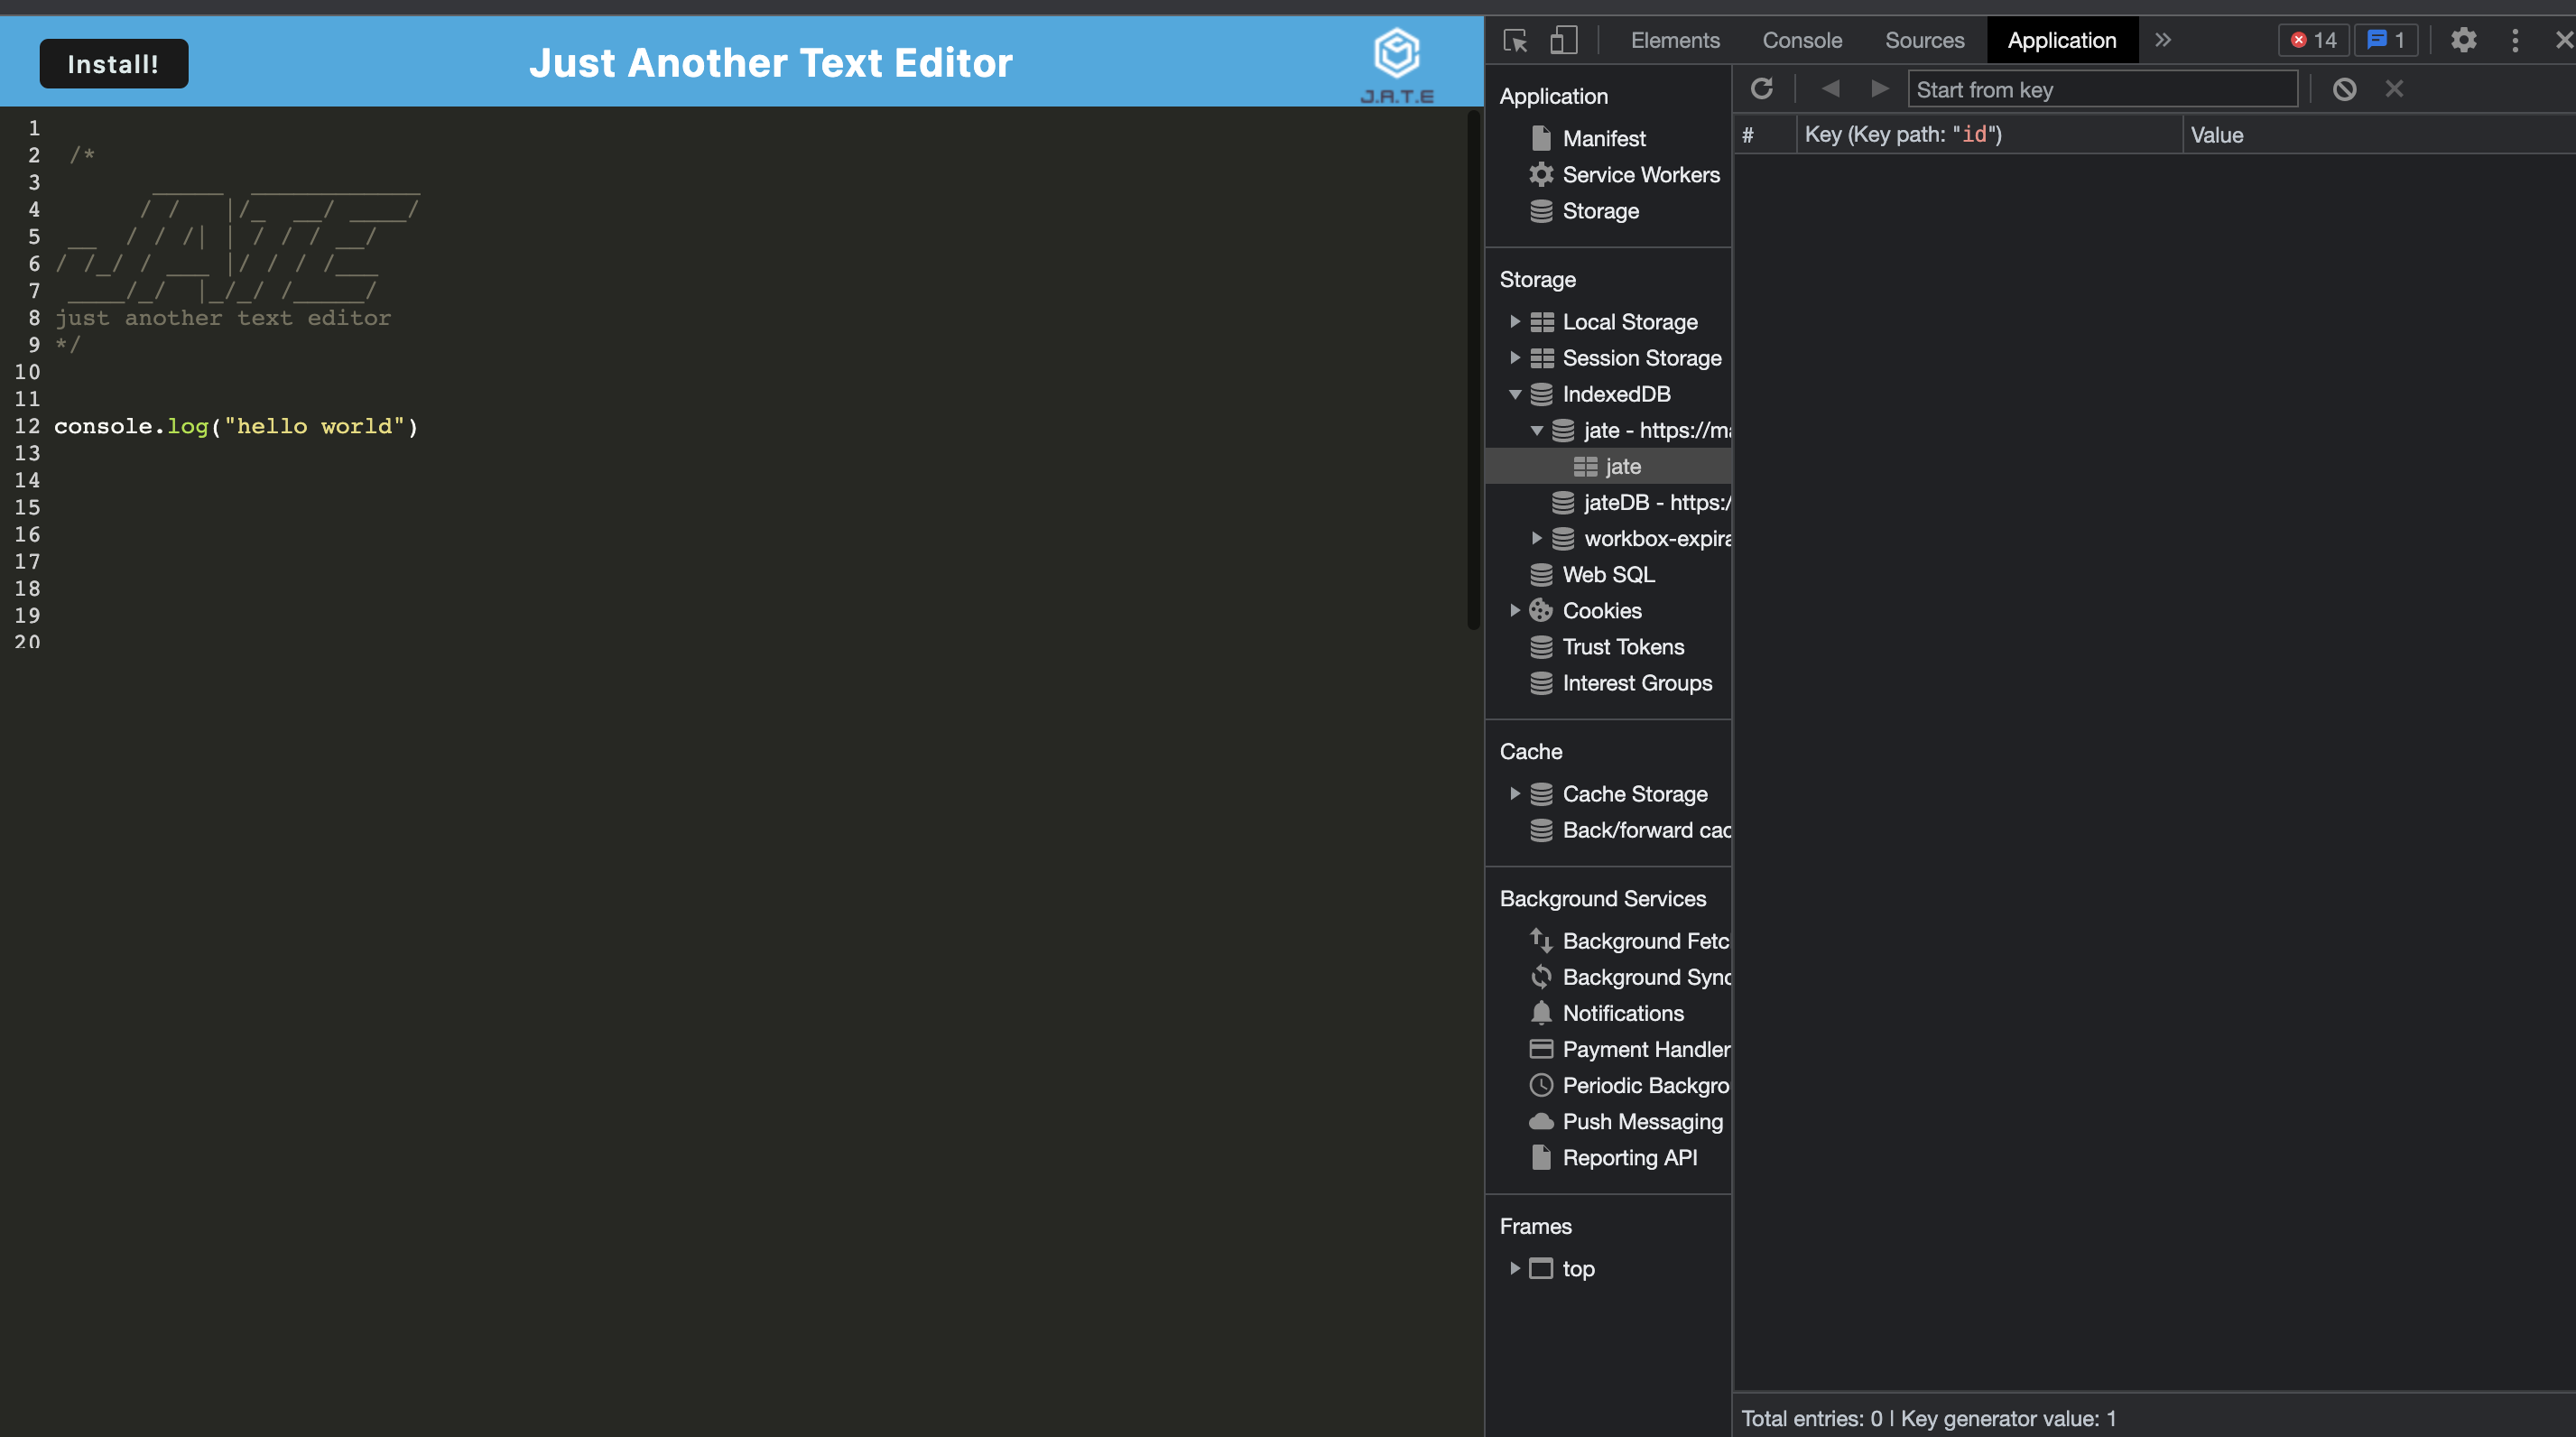 Install!
Just Another Text Editor
J.A.T.E
1
2 /*
3       _____  ____________
4      / /   |/_  __/ ____/
5 __  / / /| | / / / __/
6 / /_/ / ___ |/ / / /___
7 ____/_/  |_/_/ /_____/
8 just another text editor
9 */
10
11
12 console.log("hello world")
13
14
15
16
17
18
19
20
Elements Console Sources Application 14 1
Application
Manifest
Service Workers
Storage
Storage
Local Storage
Session Storage
IndexedDB
jate - https://ma
jate
jateDB - https:/
workbox-expira
Web SQL
Cookies
Trust Tokens
Interest Groups
Cache
Cache Storage
Back/forward cac
Background Services
Background Fetc
Background Sync
Notifications
Payment Handler
Periodic Backgro
Push Messaging
Reporting API
Frames
top
Start from key
# Key (Key path: "id") Value
Total entries: 0 | Key generator value: 1